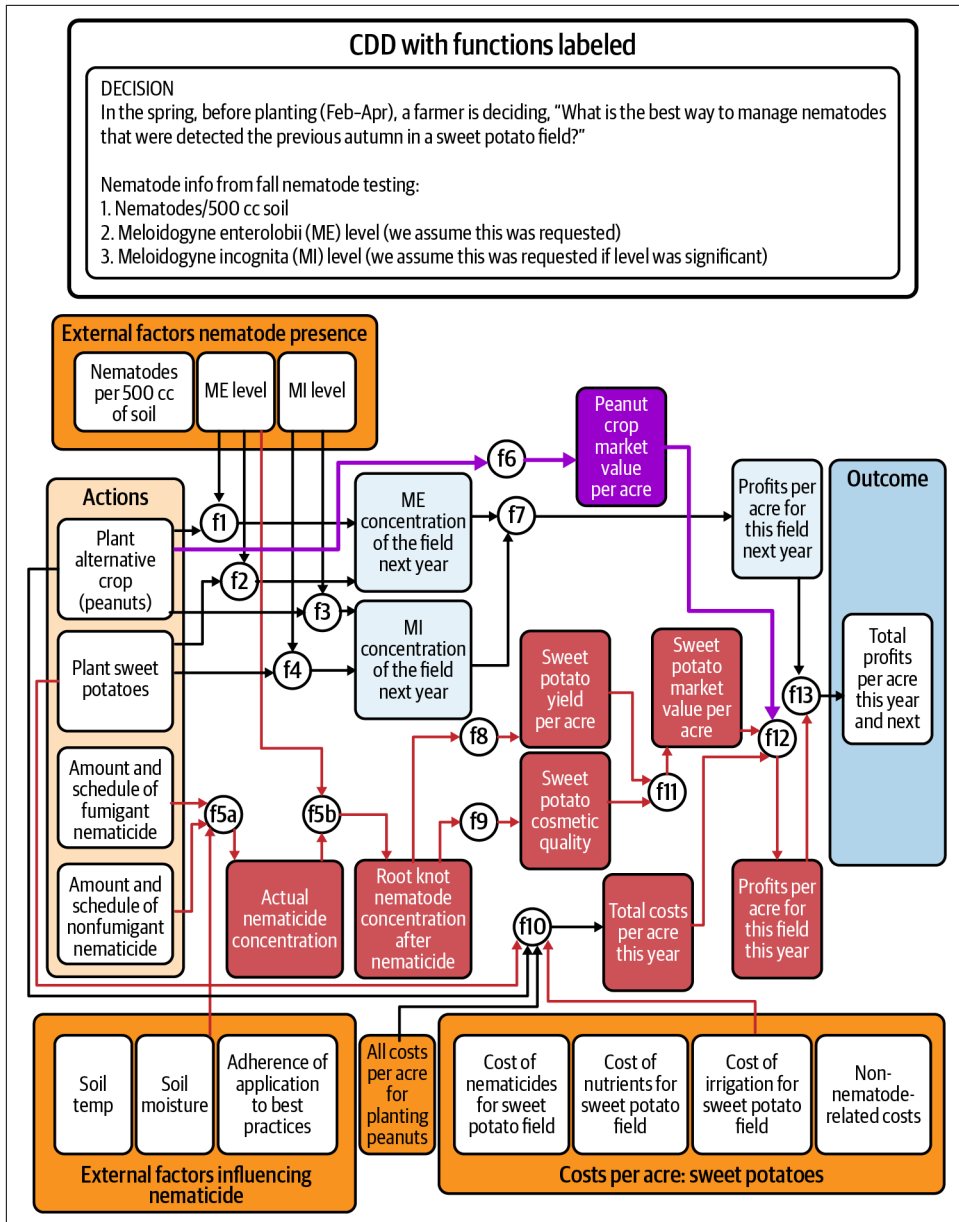 CDD with functions labeled
DECISION
In the spring, before planting (Feb–Apr), a farmer is deciding, “What is the best way to manage nematodes
that were detected the previous autumn in a sweet potato field?”
Nematode info from fall nematode testing:
1. Nematodes/500 cc soil
2. Meloidogyne enterolobii (ME) level (we assume this was requested)
3. Meloidogyne incognita (MI) level (we assume this was requested if level was significant)
External factors nematode presence
Nematodes
per 500 cc
of soil
ME level
MI level
Peanut
crop
market
value
per acre
f6
Actions
Plant
alternative
crop
(peanuts)
Plant sweet
potatoes
Amount and
schedule of
fumigant
nematicide
Amount and
schedule of
nonfumigant
nematicide
f1
f2
f3
f4
ME
concentration
of the field
next year
MI
concentration
of the field
next year
f7
Profits per
acre for
this field
next year
Outcome
Total
profits
per acre
this year
and next
f5a
f5b
Actual
nematicide
concentration
Root knot
nematode
concentration
after
nematicide
f8
f9
Sweet
potato
yield
per acre
Sweet
potato
cosmetic
quality
f11
Sweet
potato
market
value per
acre
f12
f13
f10
Total costs
per acre
this year
Profits per
acre for
this field
this year
Soil
temp
Soil
moisture
Adherence of
application
to best
practices
External factors influencing
nematicide
All costs
per acre
for
planting
peanuts
Cost of
nematicides
for sweet
potato field
Cost of
nutrients for
sweet potato
field
Cost of
irrigation for
sweet potato
field
Non-
nematode-
related costs
Costs per acre: sweet potatoes